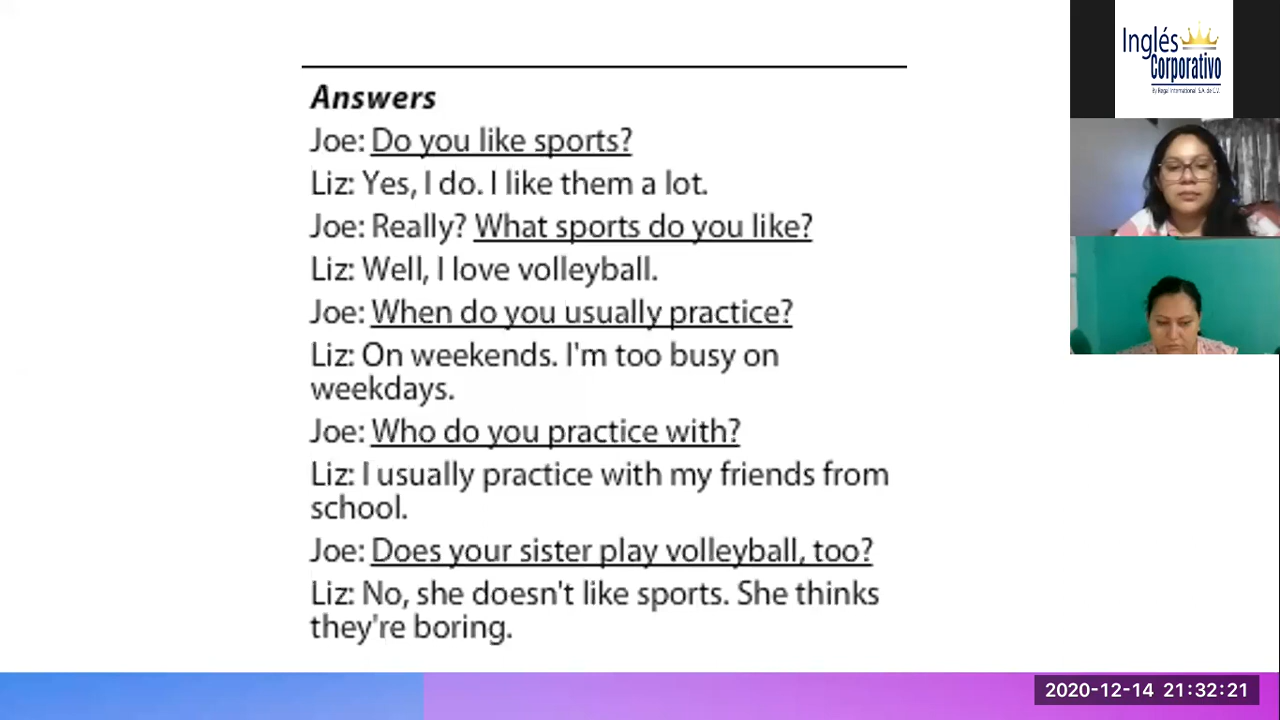 Answers
Joe: Do you like sports?
Liz: Yes, I do. I like them a lot.
Joe: Really? What sports do you like?
Liz: Well, I love volleyball.
Joe: When do you usually practice?
Liz: On weekends. I'm too busy on
weekdays.
Joe: Who do you practice with?
Liz: I usually practice with my friends from
school.
Joe: Does your sister play volleyball, too?
Liz: No, she doesn't like sports. She thinks
they're boring.
Inglés
Corporativo
By Regal International S.A. de C.V.
2020-12-14 21:32:21